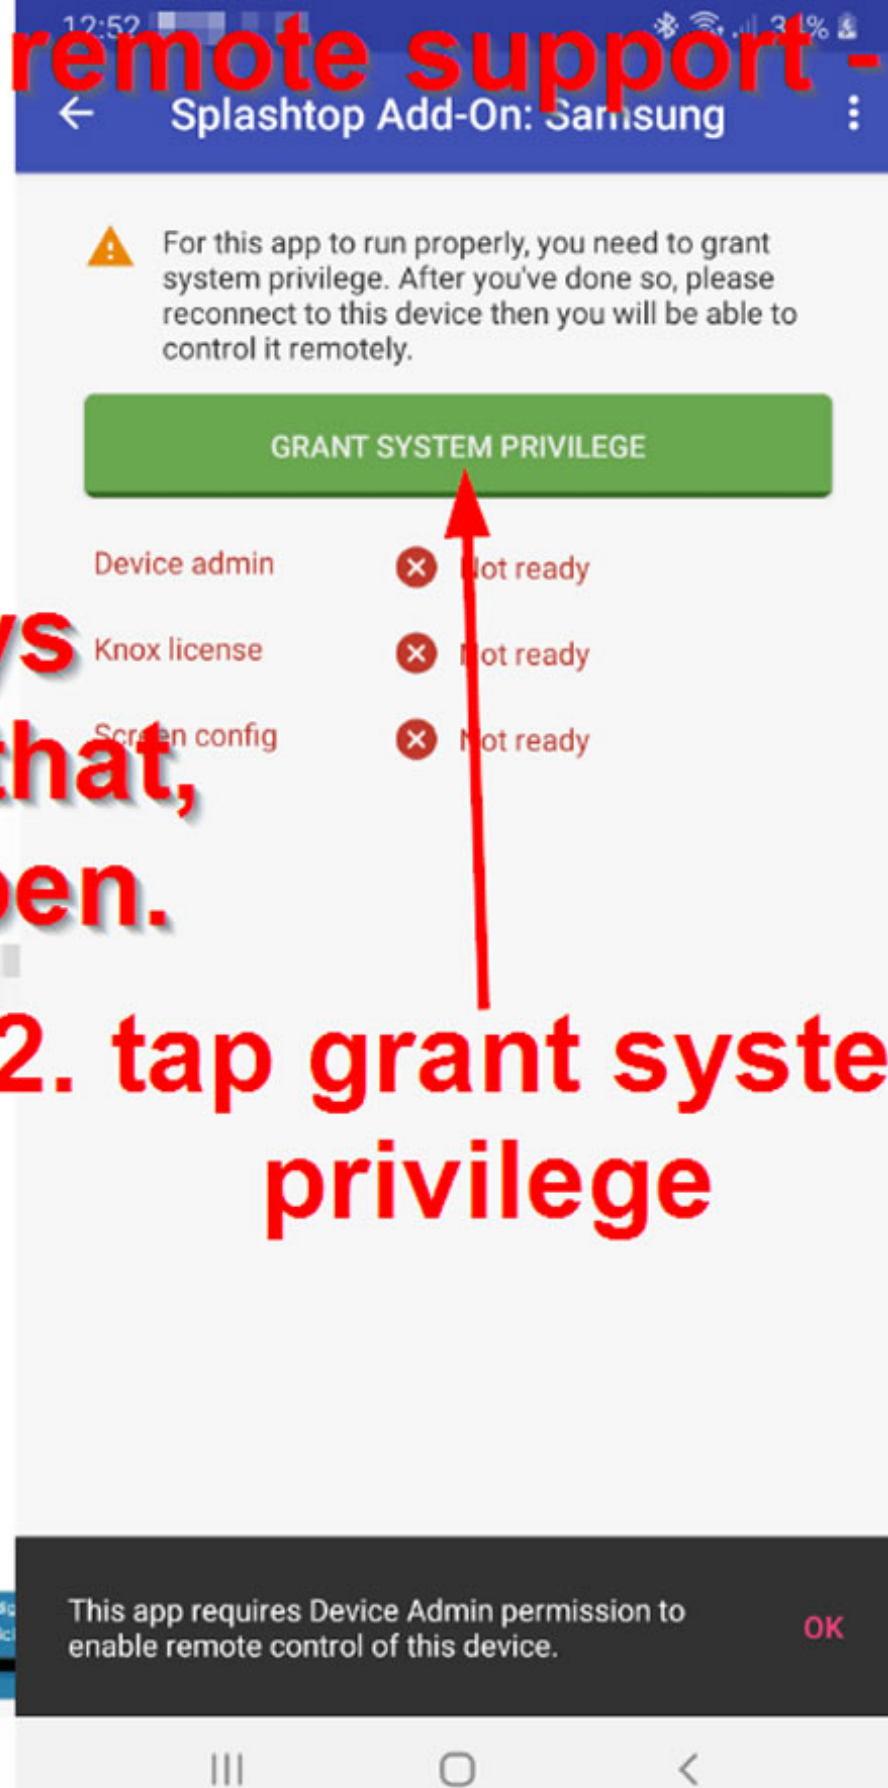 12:52
remote support -
Splashtop Add-On: Samsung
For this app to run properly, you need to grant
system privilege. After you've done so, please
reconnect to this device then you will be able to
control it remotely.
GRANT SYSTEM PRIVILEGE
Device admin Not ready
Knox license Not ready
Screen config Not ready
that,
2. tap grant syste
privilege
This app requires Device Admin permission to
enable remote control of this device.
OK